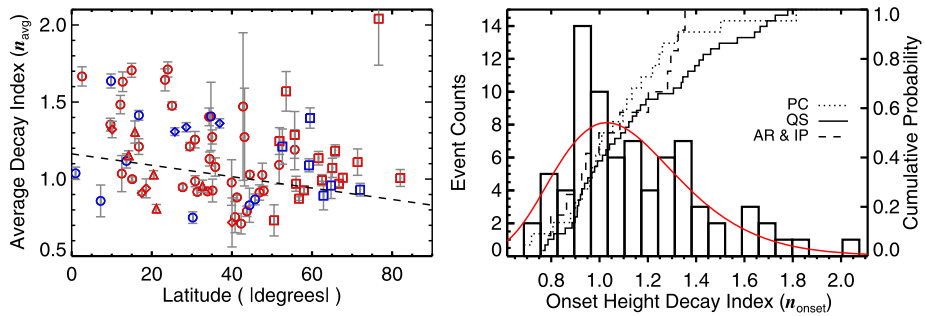 Average Decay Index (navg)
2.0
1.5
1.0
0.5
0 20 40 60 80
Latitude ( |degrees| )
Event Counts
14
12
10
8
6
4
2
0
0.8 1.0 1.2 1.4 1.6 1.8 2.0
Onset Height Decay Index (nonset)
PC
QS
AR & IP
1.0
0.8
0.6
0.4
0.2
0.0
Cumulative Probability